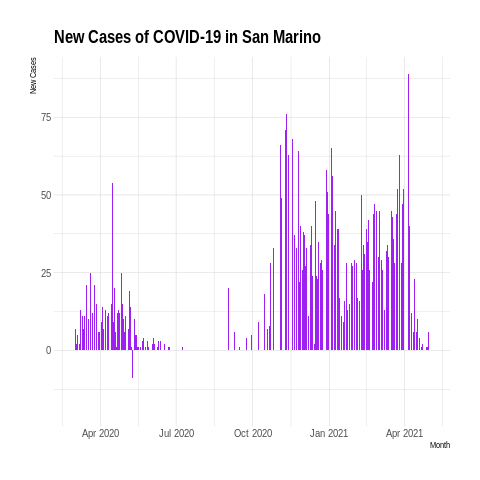 New Cases of COVID-19 in San Marino
New Cases
75
50
25
0
Apr 2020 Jul 2020 Oct 2020 Jan 2021 Apr 2021
Month